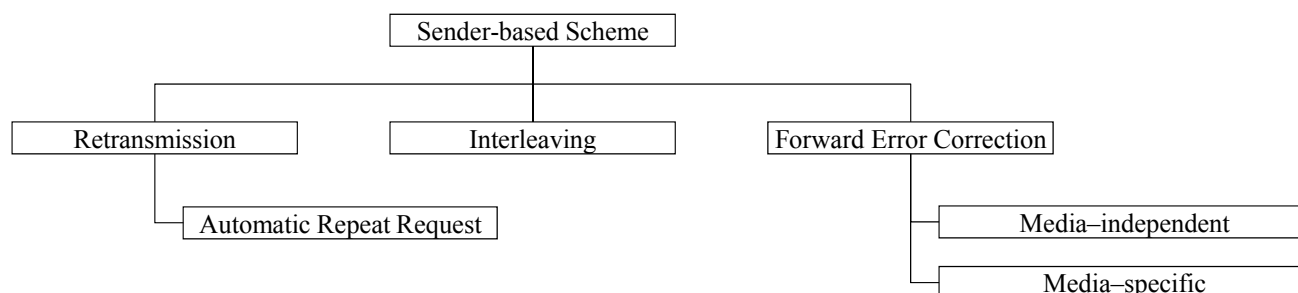 Sender-based Scheme
Retransmission
Interleaving
Forward Error Correction
Automatic Repeat Request
Media–independent
Media–specific